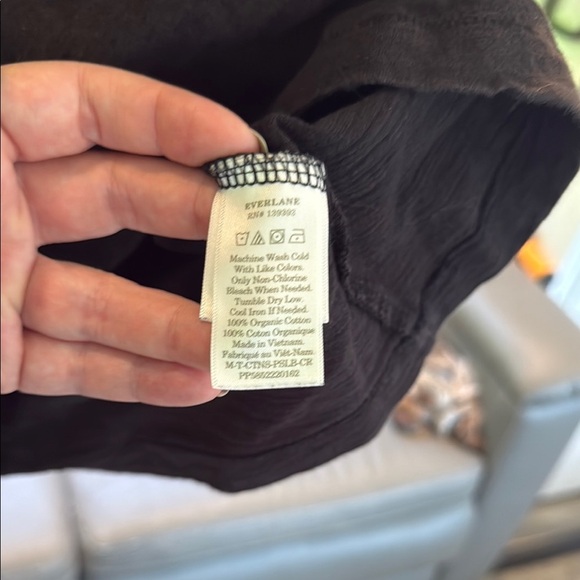 EVERLANE
RN# 139393
Machine Wash Cold
With Like Colors.
Only Non-Chlorine
Bleach When Needed.
Tumble Dry Low.
Cool Iron If Needed.
100% Organic Cotton
100% Coton Organique
Made in Vietnam.
Fabriqué au Viêt-Nam.
M-T-CTNS-PSLB-CR
PP5802220162